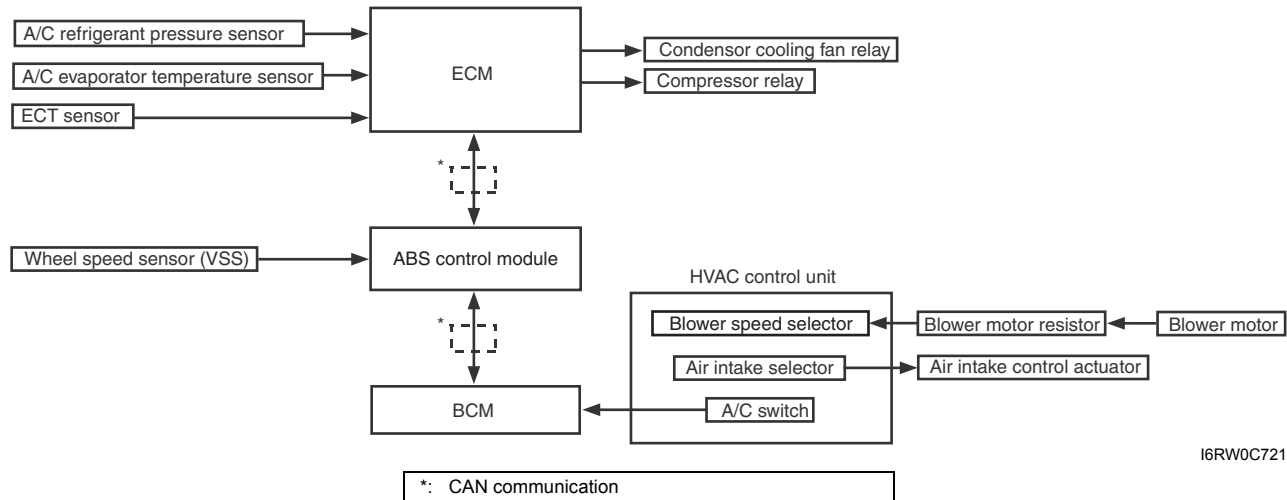 A/C refrigerant pressure sensor
A/C evaporator temperature sensor
ECT sensor
ECM
Condensor cooling fan relay
Compressor relay
*
Wheel speed sensor (VSS)
ABS control module
HVAC control unit
*
Blower speed selector
Blower motor resistor
Blower motor
Air intake selector
Air intake control actuator
BCM
A/C switch
I6RW0C721
*: CAN communication